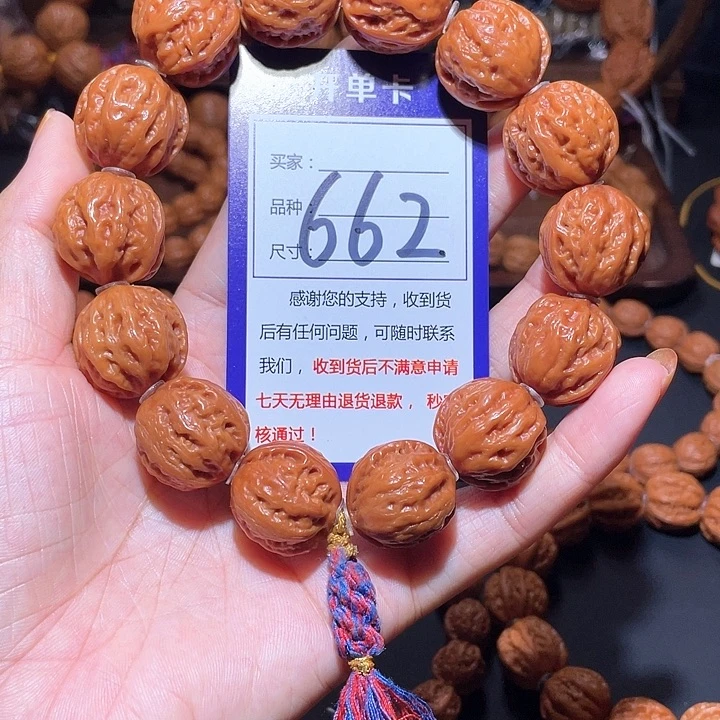 单卡
买家：
品种：
尺寸：
662
感谢您的支持，收到货
后有任何问题，可随时联系
我们，收到货后不满意申请
七天无理由退货退款，秒
核通过！